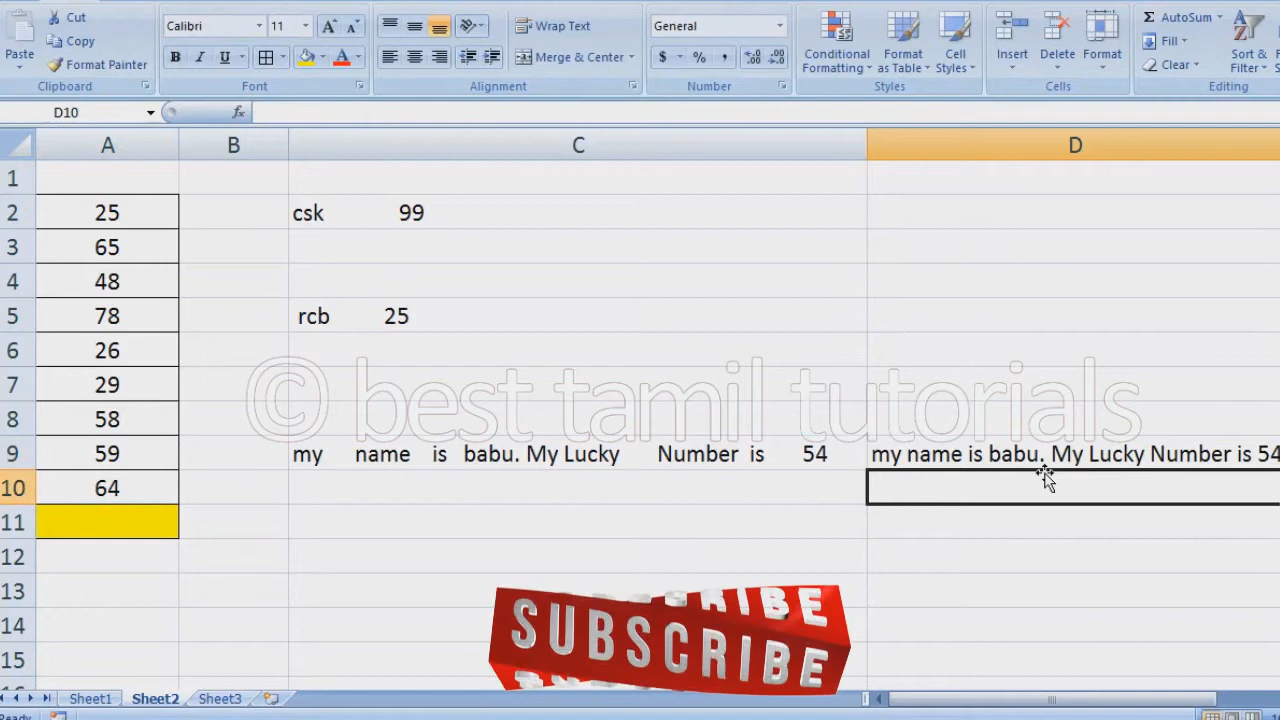 Cut
Copy
Format Painter
Paste
Clipboard
Calibri 11
B I U A
Font
Wrap Text
Merge & Center
Alignment
General
$ % ,
Number
Conditional Formatting
Format as Table
Cell Styles
Styles
Insert
Delete
Format
Cells
AutoSum
Fill
Clear
Sort & Filter
Editing
D10 fx
A B C D
1
2 25 csk 99
3 65
4 48
5 78 rcb 25
6 26
7 29
8 58
© best tamil tutorials
9 59 my name is babu. My Lucky Number is 54 my name is babu. My Lucky Number is 54
10 64
11
12
13
14
15
SUBSCRIBE
Sheet1 Sheet2 Sheet3
Ready